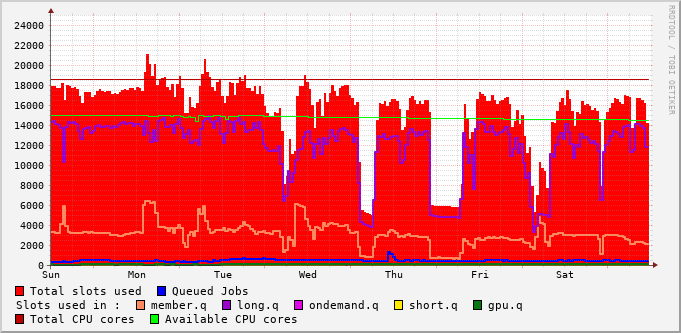 RRDTOOL / TOBI OETIKER
24000
22000
20000
18000
16000
14000
12000
10000
8000
6000
4000
2000
0
Sun Mon Tue Wed Thu Fri Sat
Total slots used Queued Jobs
Slots used in : member.q long.q ondemand.q short.q gpu.q
Total CPU cores Available CPU cores